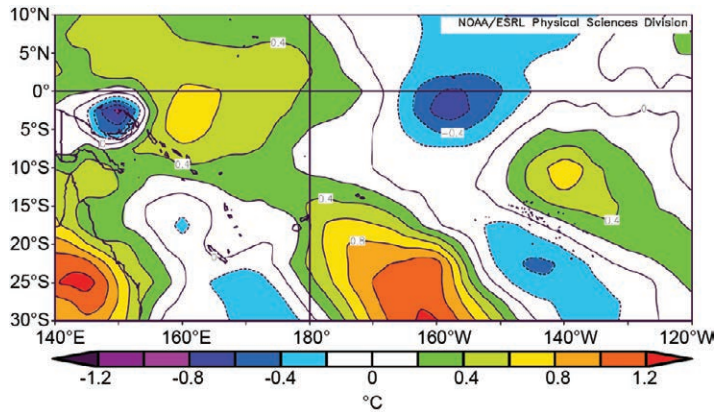 10°N
5°N
0°
5°S
10°S
15°S
20°S
25°S
30°S
NOAA/ESRL Physical Sciences Division
0.4
-0.4
0
0
0.4
0.4
0.4
0.8
0
140°E 160°E 180° 160°W 140°W 120°W
-1.2 -0.8 -0.4 0 0.4 0.8 1.2
°C